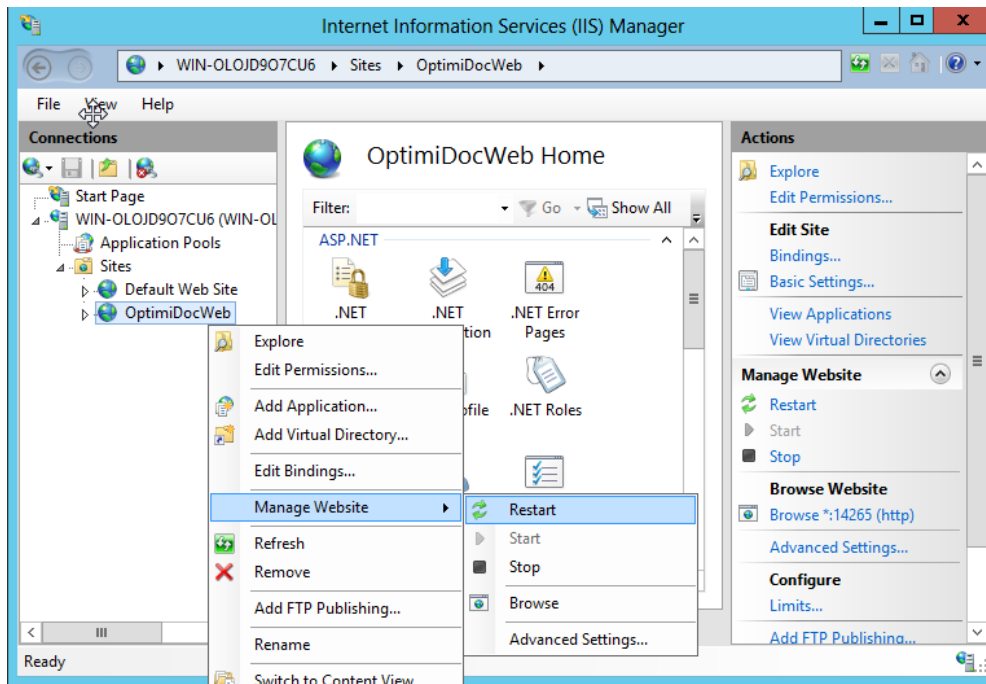 Internet Information Services (IIS) Manager
WIN-OLOJD9O7CU6 Sites OptimiDocWeb
File View Help
Connections
Start Page
WIN-OLOJD9O7CU6 (WIN-OL
Application Pools
Sites
Default Web Site
OptimiDocWeb
OptimiDocWeb Home
Filter: Go Show All
ASP.NET
.NET
.NET
tion
.NET Error
Pages
404
ofile
.NET Roles
Explore
Edit Permissions...
Add Application...
Add Virtual Directory...
Edit Bindings...
Manage Website
Refresh
Remove
Add FTP Publishing...
Rename
Switch to Content View
Restart
Start
Stop
Browse
Advanced Settings...
Actions
Explore
Edit Permissions...
Edit Site
Bindings...
Basic Settings...
View Applications
View Virtual Directories
Manage Website
Restart
Start
Stop
Browse Website
Browse *:14265 (http)
Advanced Settings...
Configure
Limits...
Add FTP Publishing...
Ready